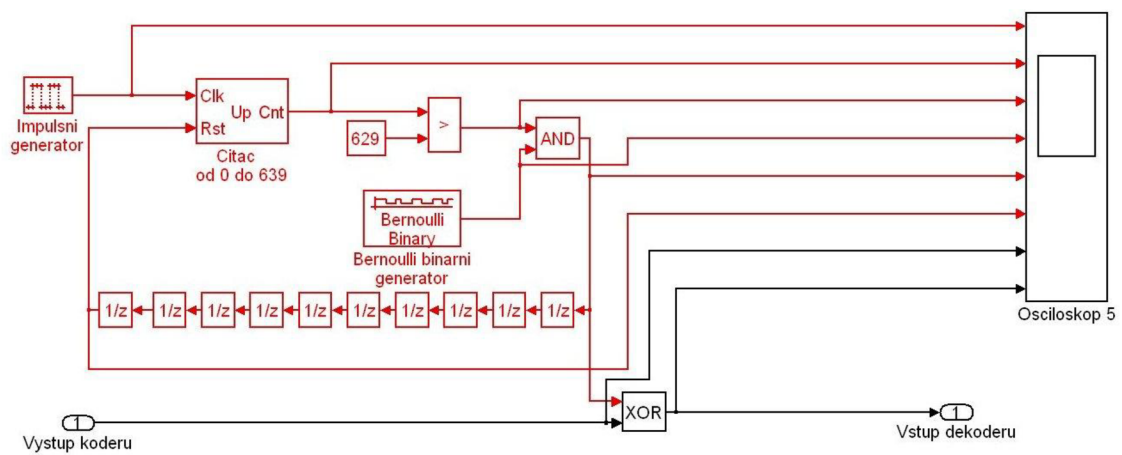 Impulsni
generator
Clk
Up Cnt
Rst
Citac
od 0 do 639
629
>
AND
Bernoulli
Binary
Bernoulli binarni
generator
1/z 1/z 1/z 1/z 1/z 1/z 1/z 1/z 1/z 1/z
Osciloskop 5
1
Vystup koderu
XOR
1
Vstup dekoderu